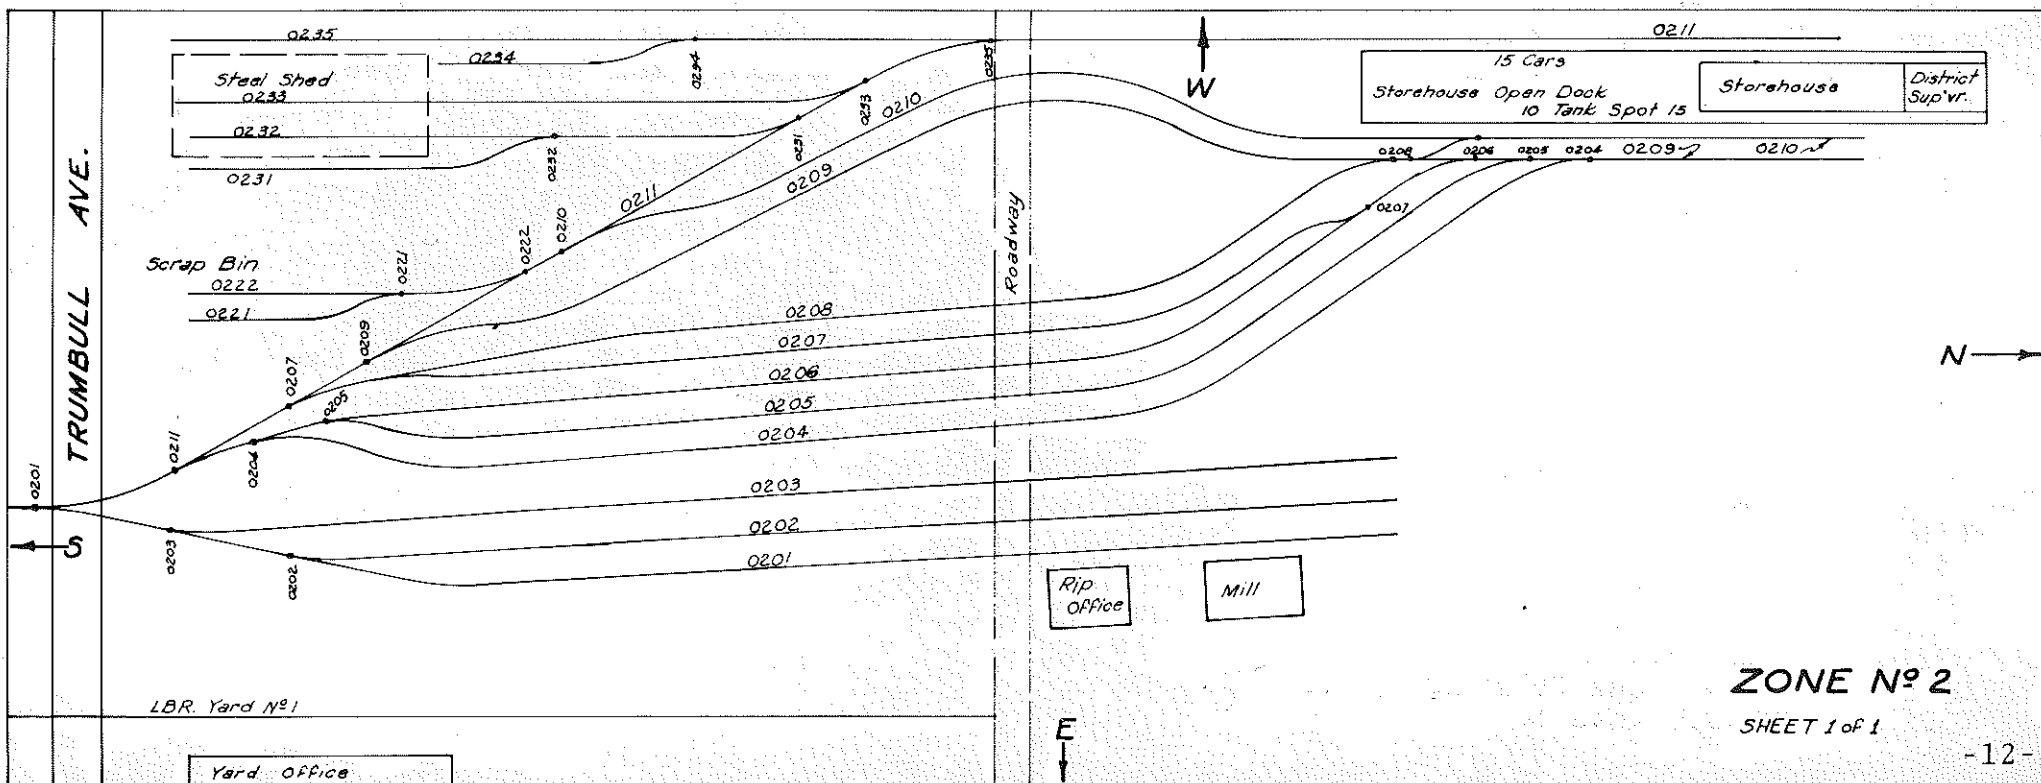 0235
0211
0234
15 Cars
Steel Shed
0233
Storehouse Open Dock
10 Tank Spot 15
Storehouse
District
Sup'vr.
W
0234
0235
0233
0210
0232
0231
0232
0231
0209
0211
0208
0206
0205
0204
0209
0210
0207
TRUMBULL AVE.
Roadway
Scrap Bin
0222
0221
0221
0222
0210
0209
0208
0207
0207
0206
0205
0205
0204
0204
0211
N
0201
0203
0202
0201
0203
0202
S
Rip
Office
Mill
LBR. Yard Nº 1
E
ZONE Nº 2
SHEET 1 of 1
-12-
Yard Office